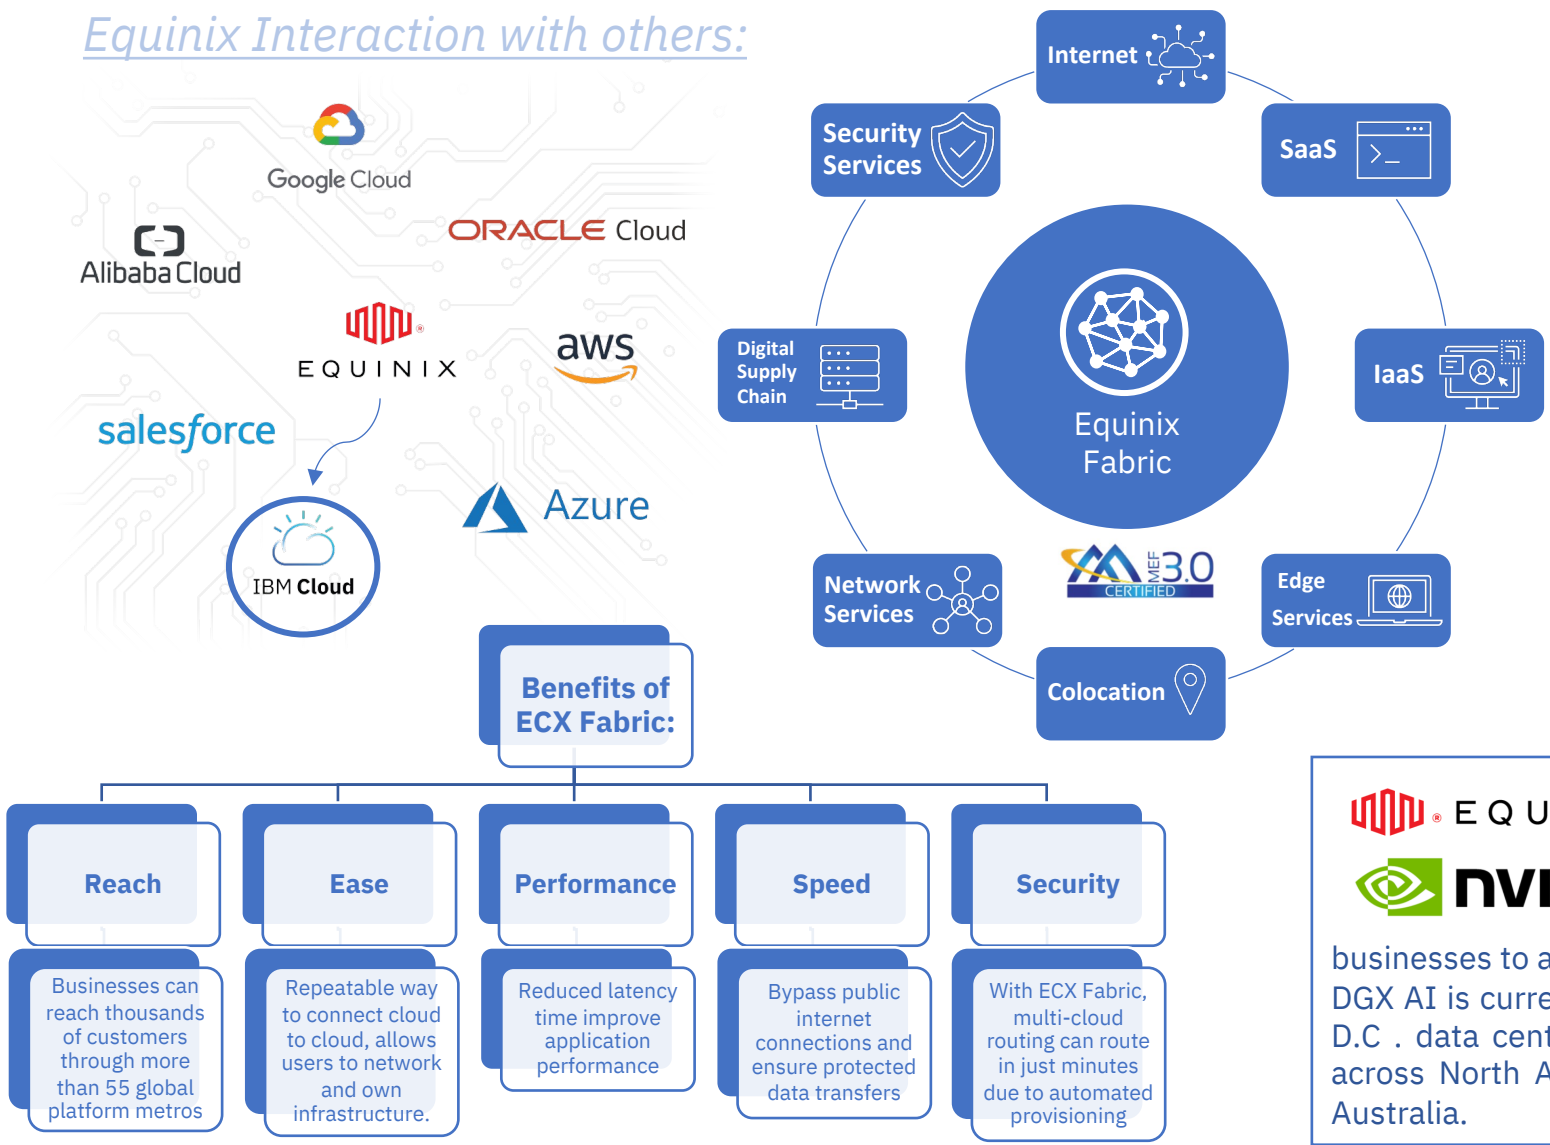 Equinix Interaction with others:
Google Cloud
ORACLE Cloud
Alibaba Cloud
EQUINIX
aws
salesforce
Azure
IBM Cloud
Internet
Security
Services
SaaS
Digital
Supply
Chain
IaaS
Equinix
Fabric
MEF 3.0
CERTIFIED
Network
Services
Edge
Services
Colocation
Benefits of
ECX Fabric:
Reach
Ease
Performance
Speed
Security
Businesses can
reach thousands
of customers
through more
than 55 global
platform metros
Repeatable way
to connect cloud
to cloud, allows
users to network
and own
infrastructure.
Reduced latency
time improve
application
performance
Bypass public
internet
connections and
ensure protected
data transfers
With ECX Fabric,
multi-cloud
routing can route
in just minutes
due to automated
provisioning
businesses to
DGX AI is
D.C . data
across North
Australia.